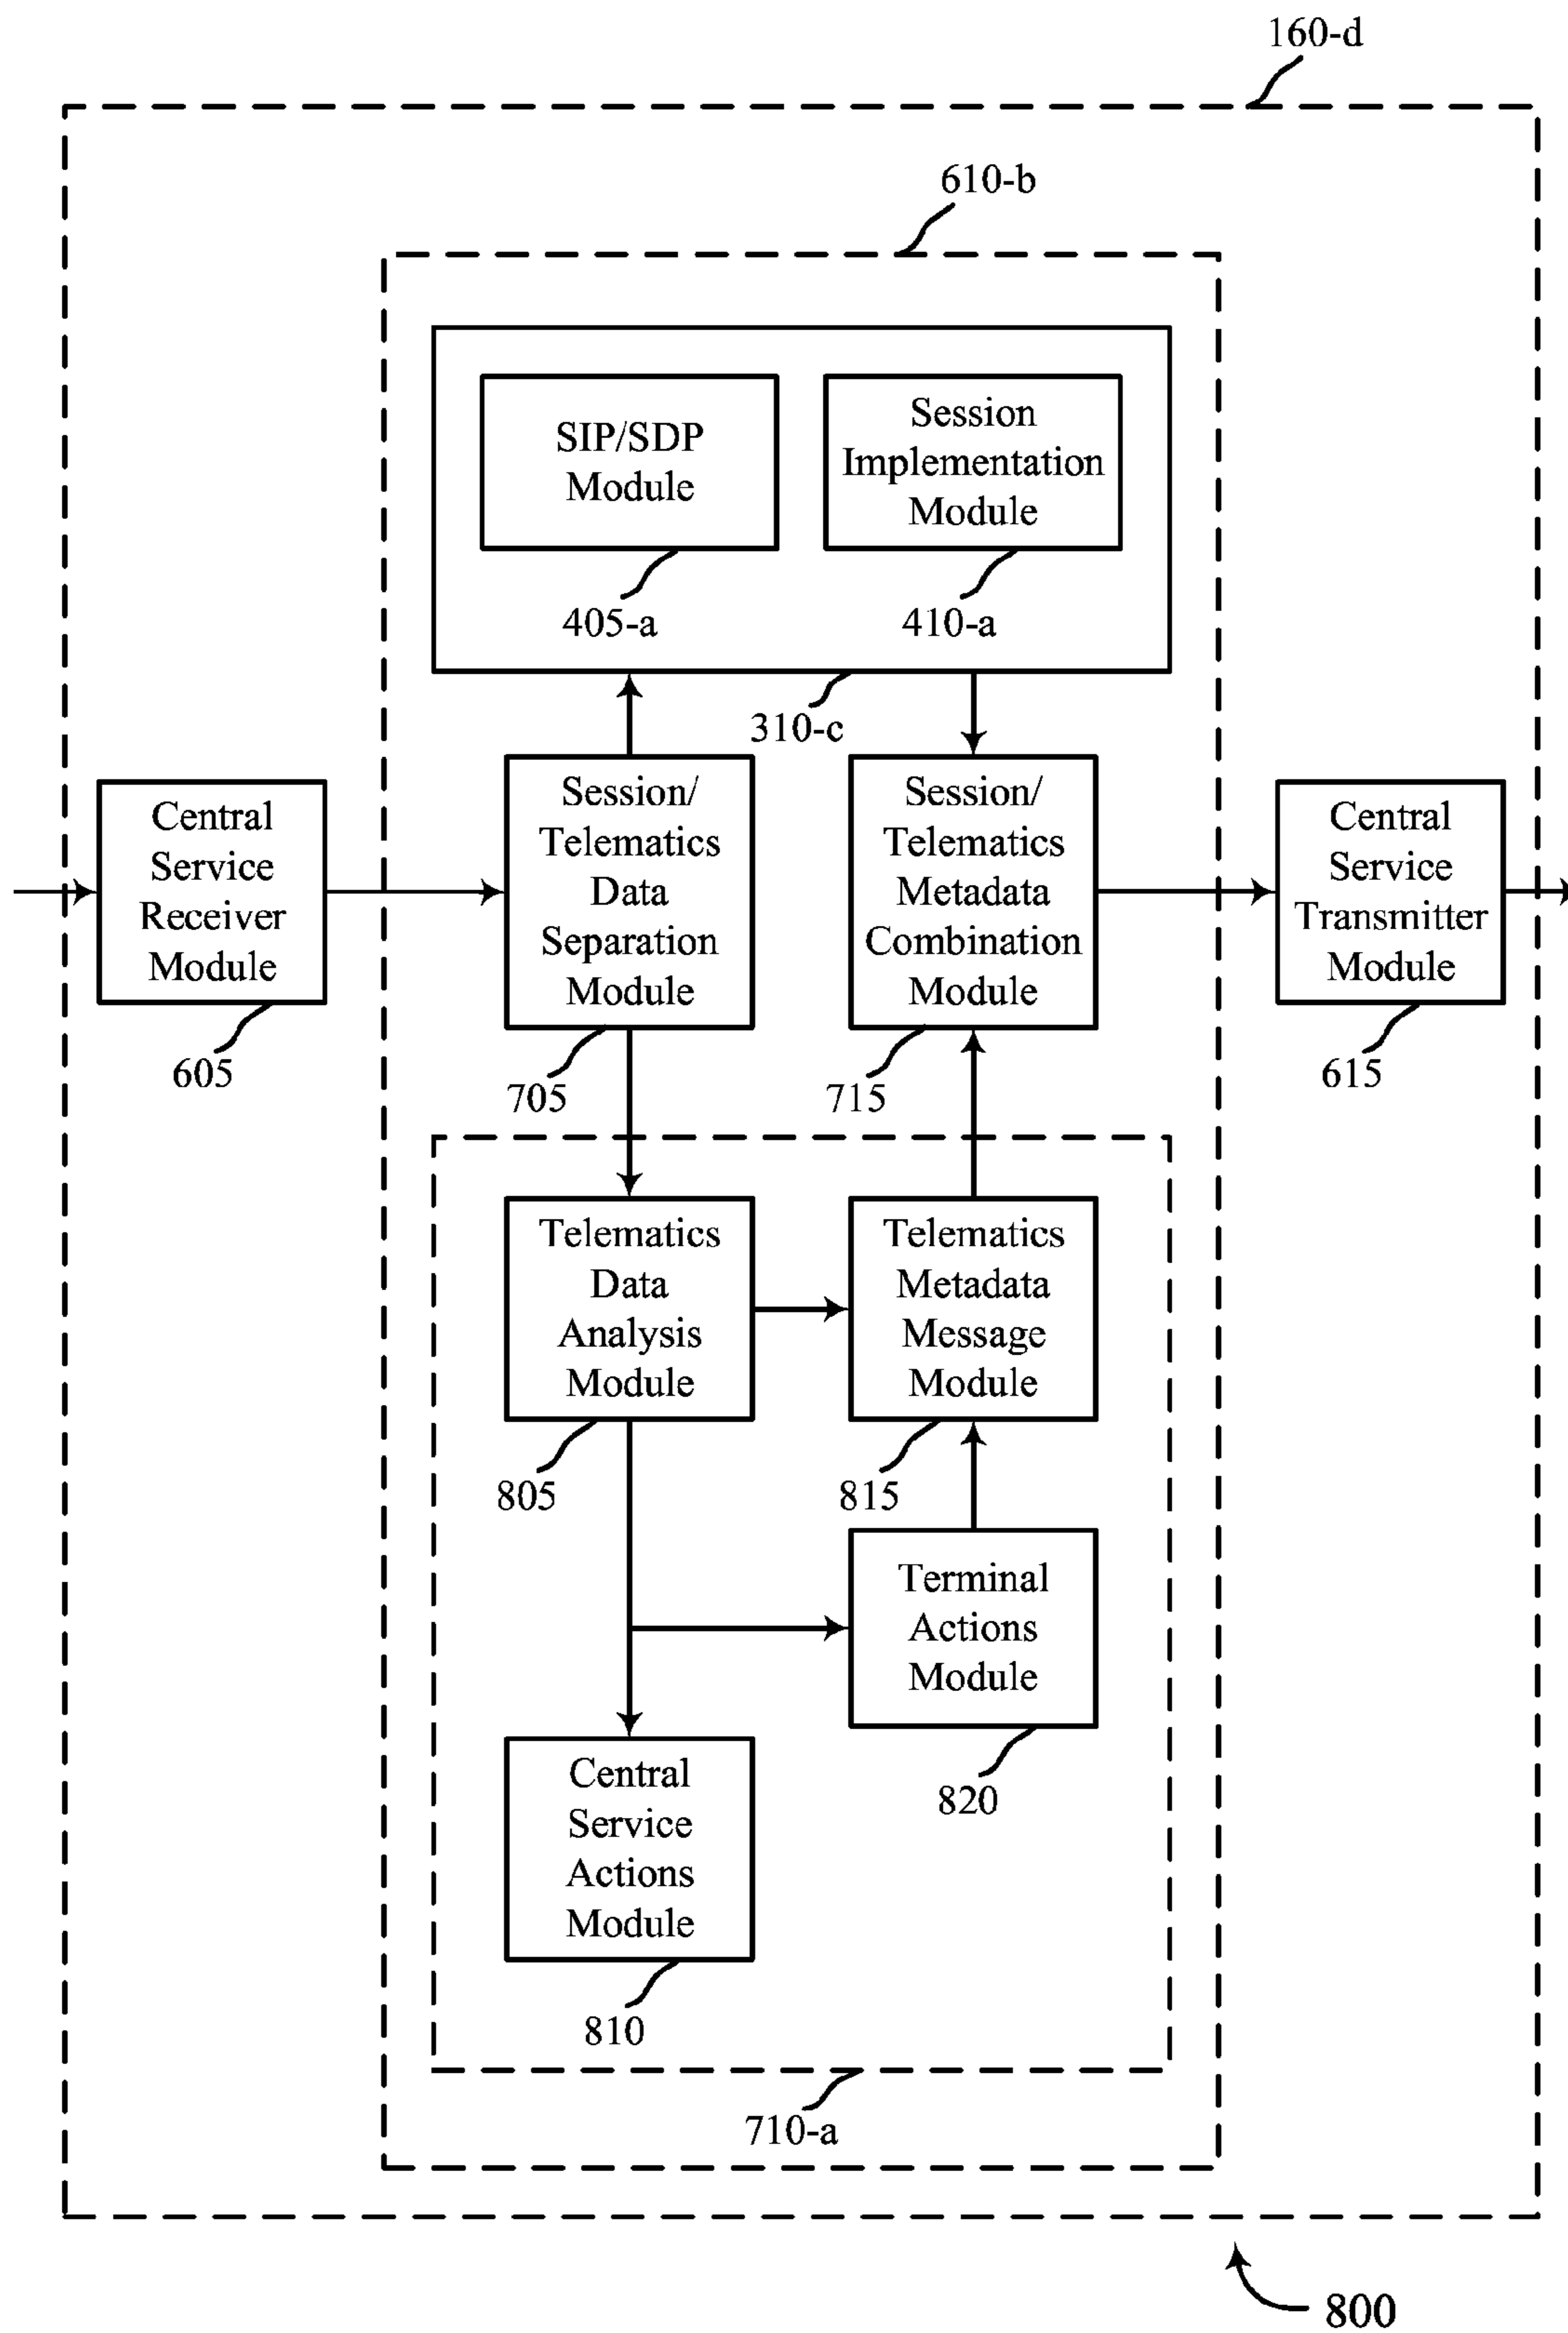 160-d
610-b
SIP/SDP
Module
Session
Implementation
Module
405-a
410-a
310-c
Central
Service
Receiver
Module
605
Session/
Telematics
Data
Separation
Module
705
Session/
Telematics
Metadata
Combination
Module
715
Central
Service
Transmitter
Module
615
Telematics
Data
Analysis
Module
805
Telematics
Metadata
Message
Module
815
Terminal
Actions
Module
820
Central
Service
Actions
Module
810
710-a
800